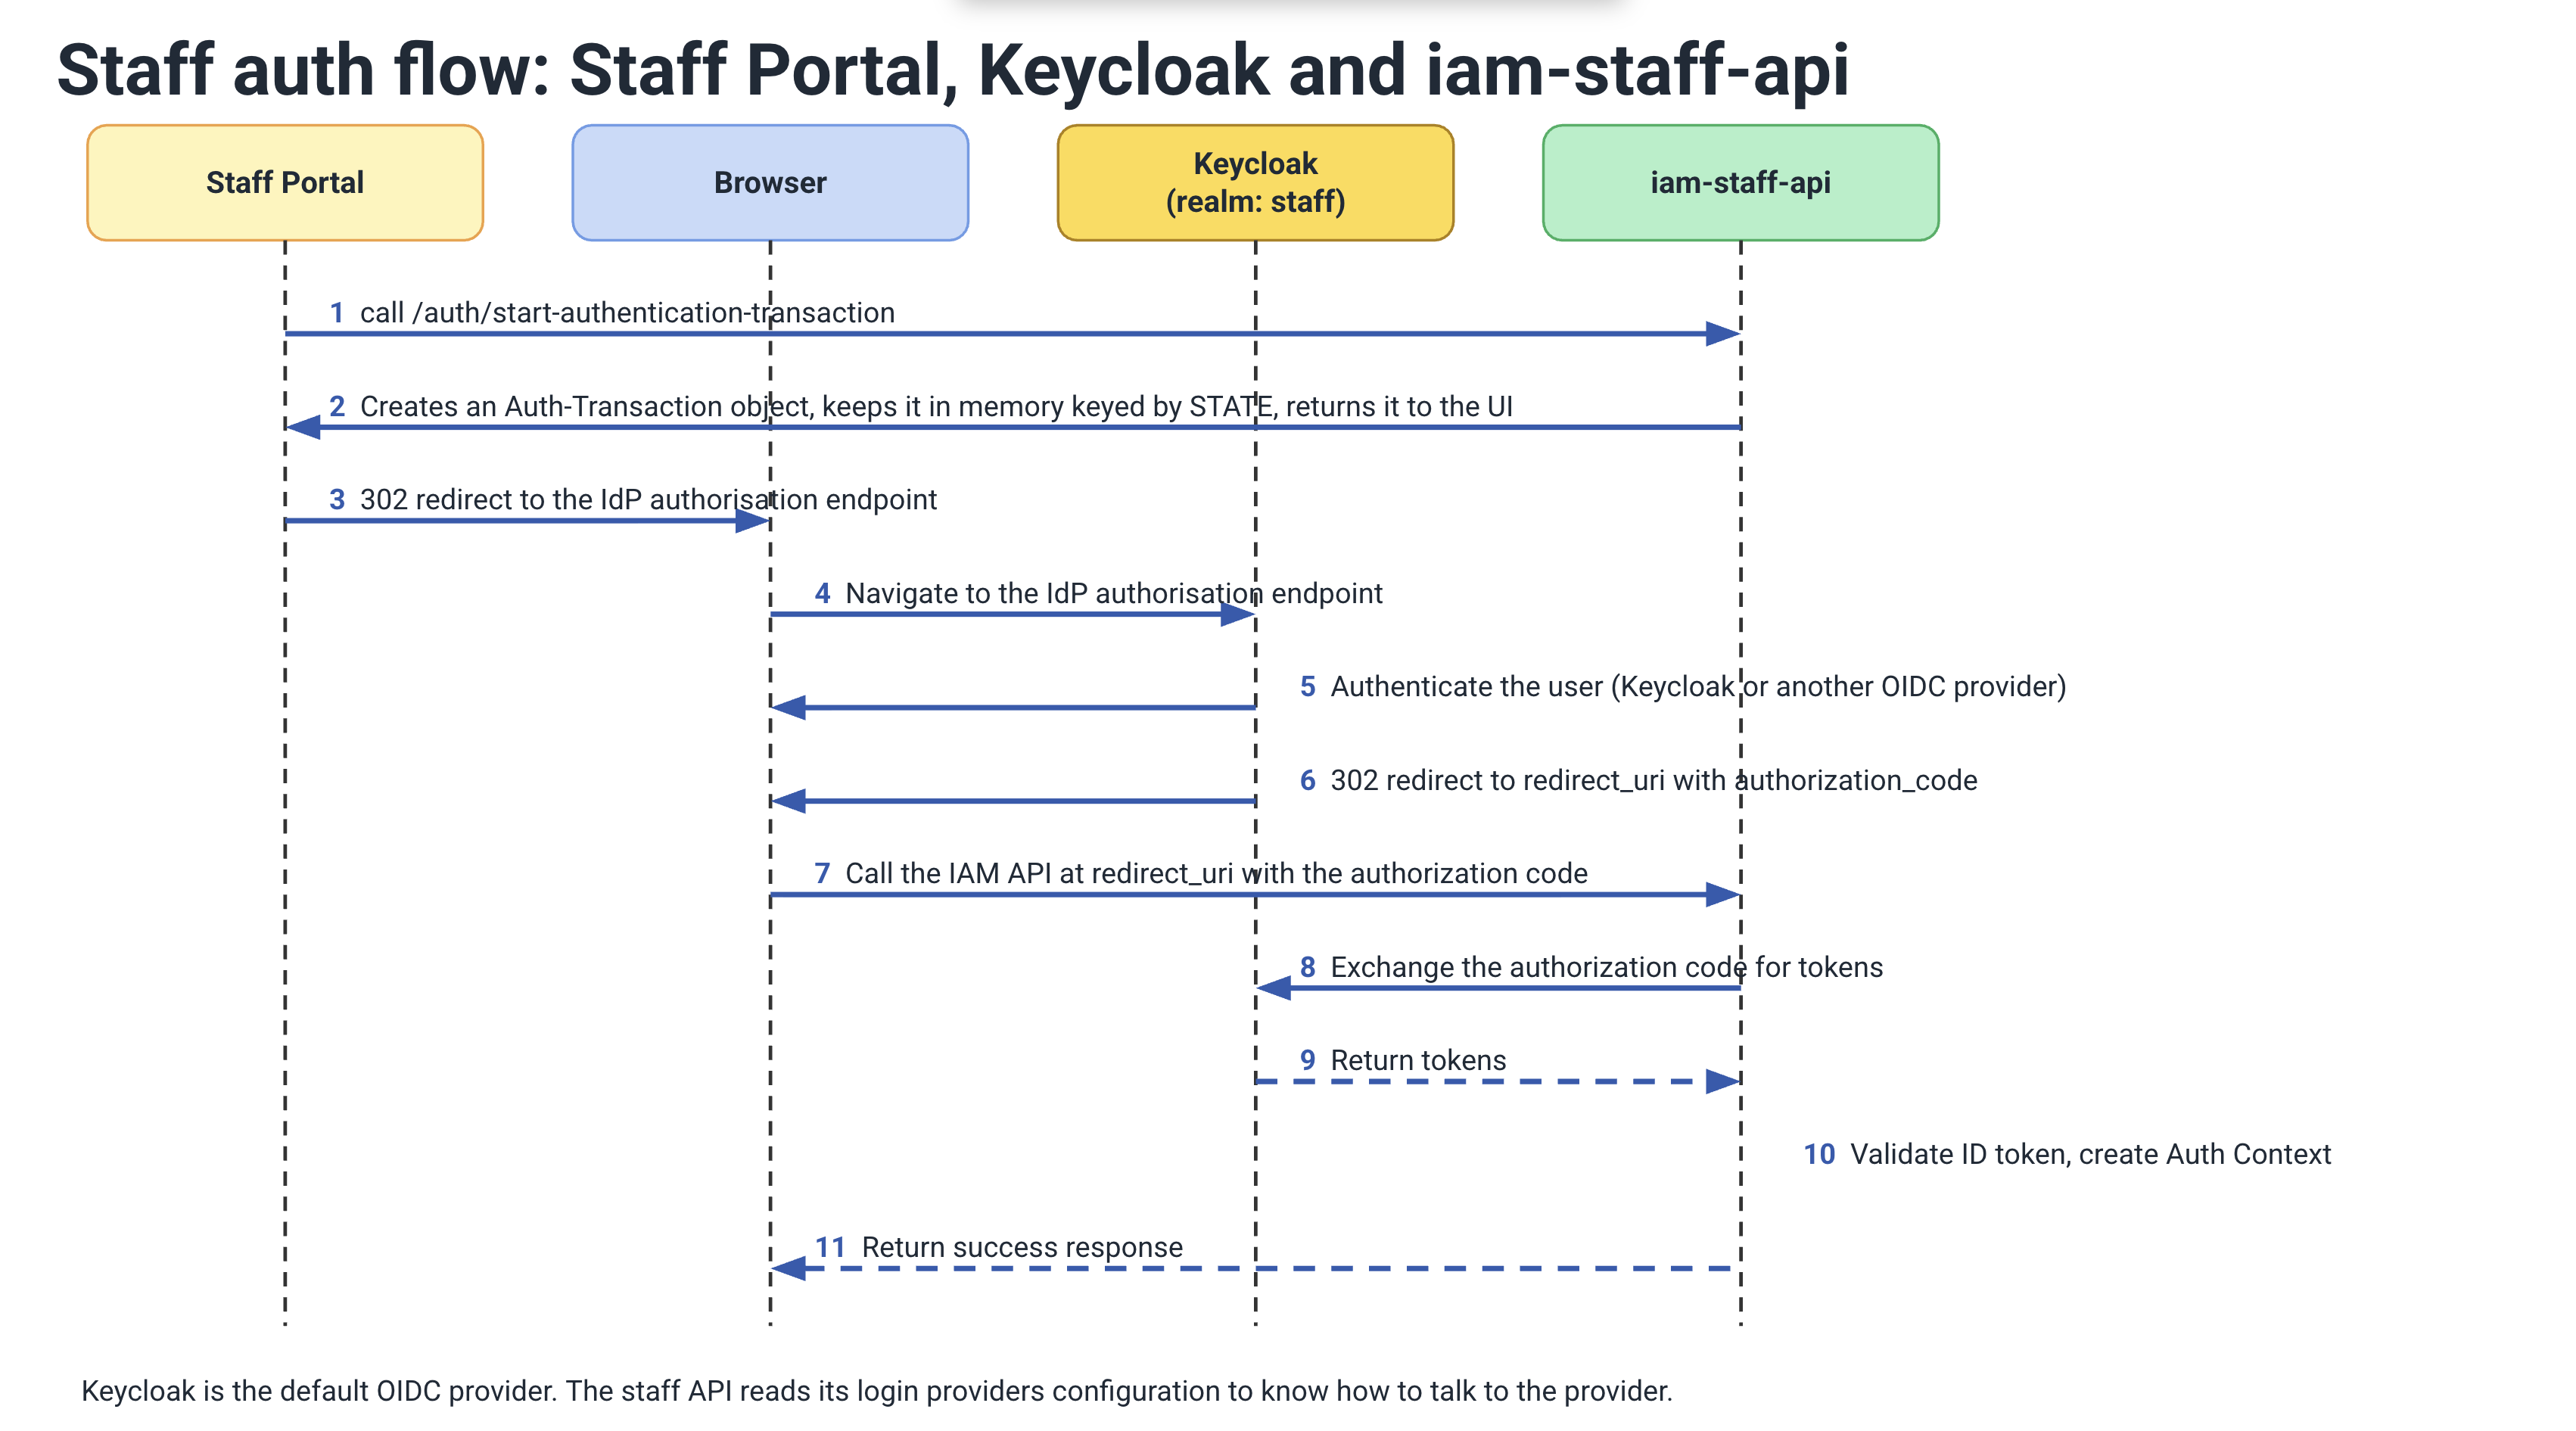 Staff auth flow: Staff Portal, Keycloak and iam-staff-api
Staff Portal
Browser
Keycloak
(realm: staff)
iam-staff-api
1 call /auth/start-authentication-transaction
2 Creates an Auth-Transaction object, keeps it in memory keyed by STATE, returns it to the UI
3 302 redirect to the IdP authorisation endpoint
4 Navigate to the IdP authorisation endpoint
5 Authenticate the user (Keycloak or another OIDC provider)
6 302 redirect to redirect_uri with authorization_code
7 Call the IAM API at redirect_uri with the authorization code
8 Exchange the authorization code for tokens
9 Return tokens
10 Validate ID token, create Auth Context
11 Return success response
Keycloak is the default OIDC provider. The staff API reads its login providers configuration to know how to talk to the provider.